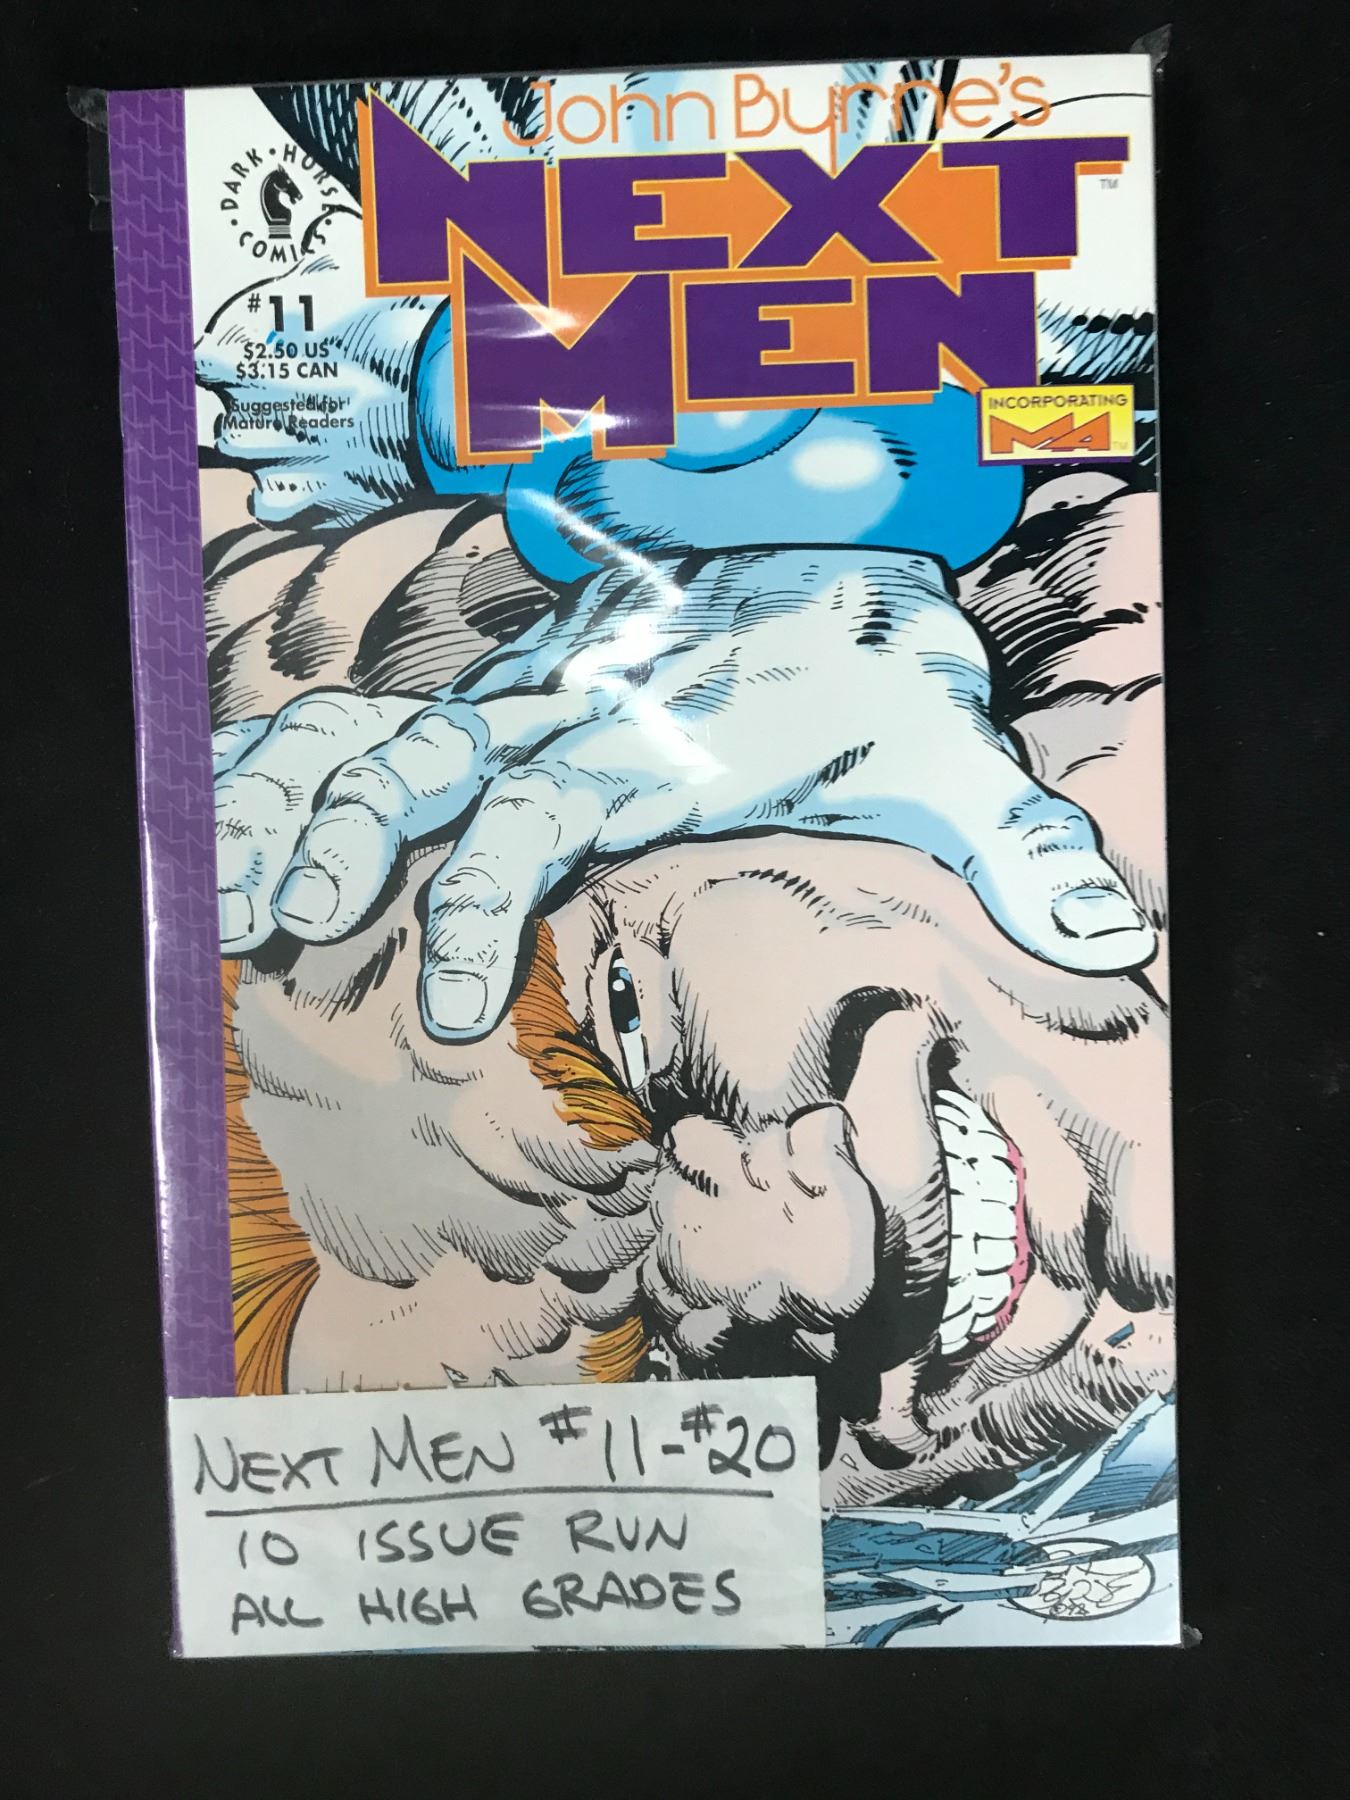 John Byrne's
NEXT
MEN
TM
DARK • HORSE
COMICS
#11
$2.50 US
$3.15 CAN
Suggested for
Mature Readers
INCORPORATING
MA TM
NEXT MEN #11-#20
10 ISSUE RUN
ALL HIGH GRADES